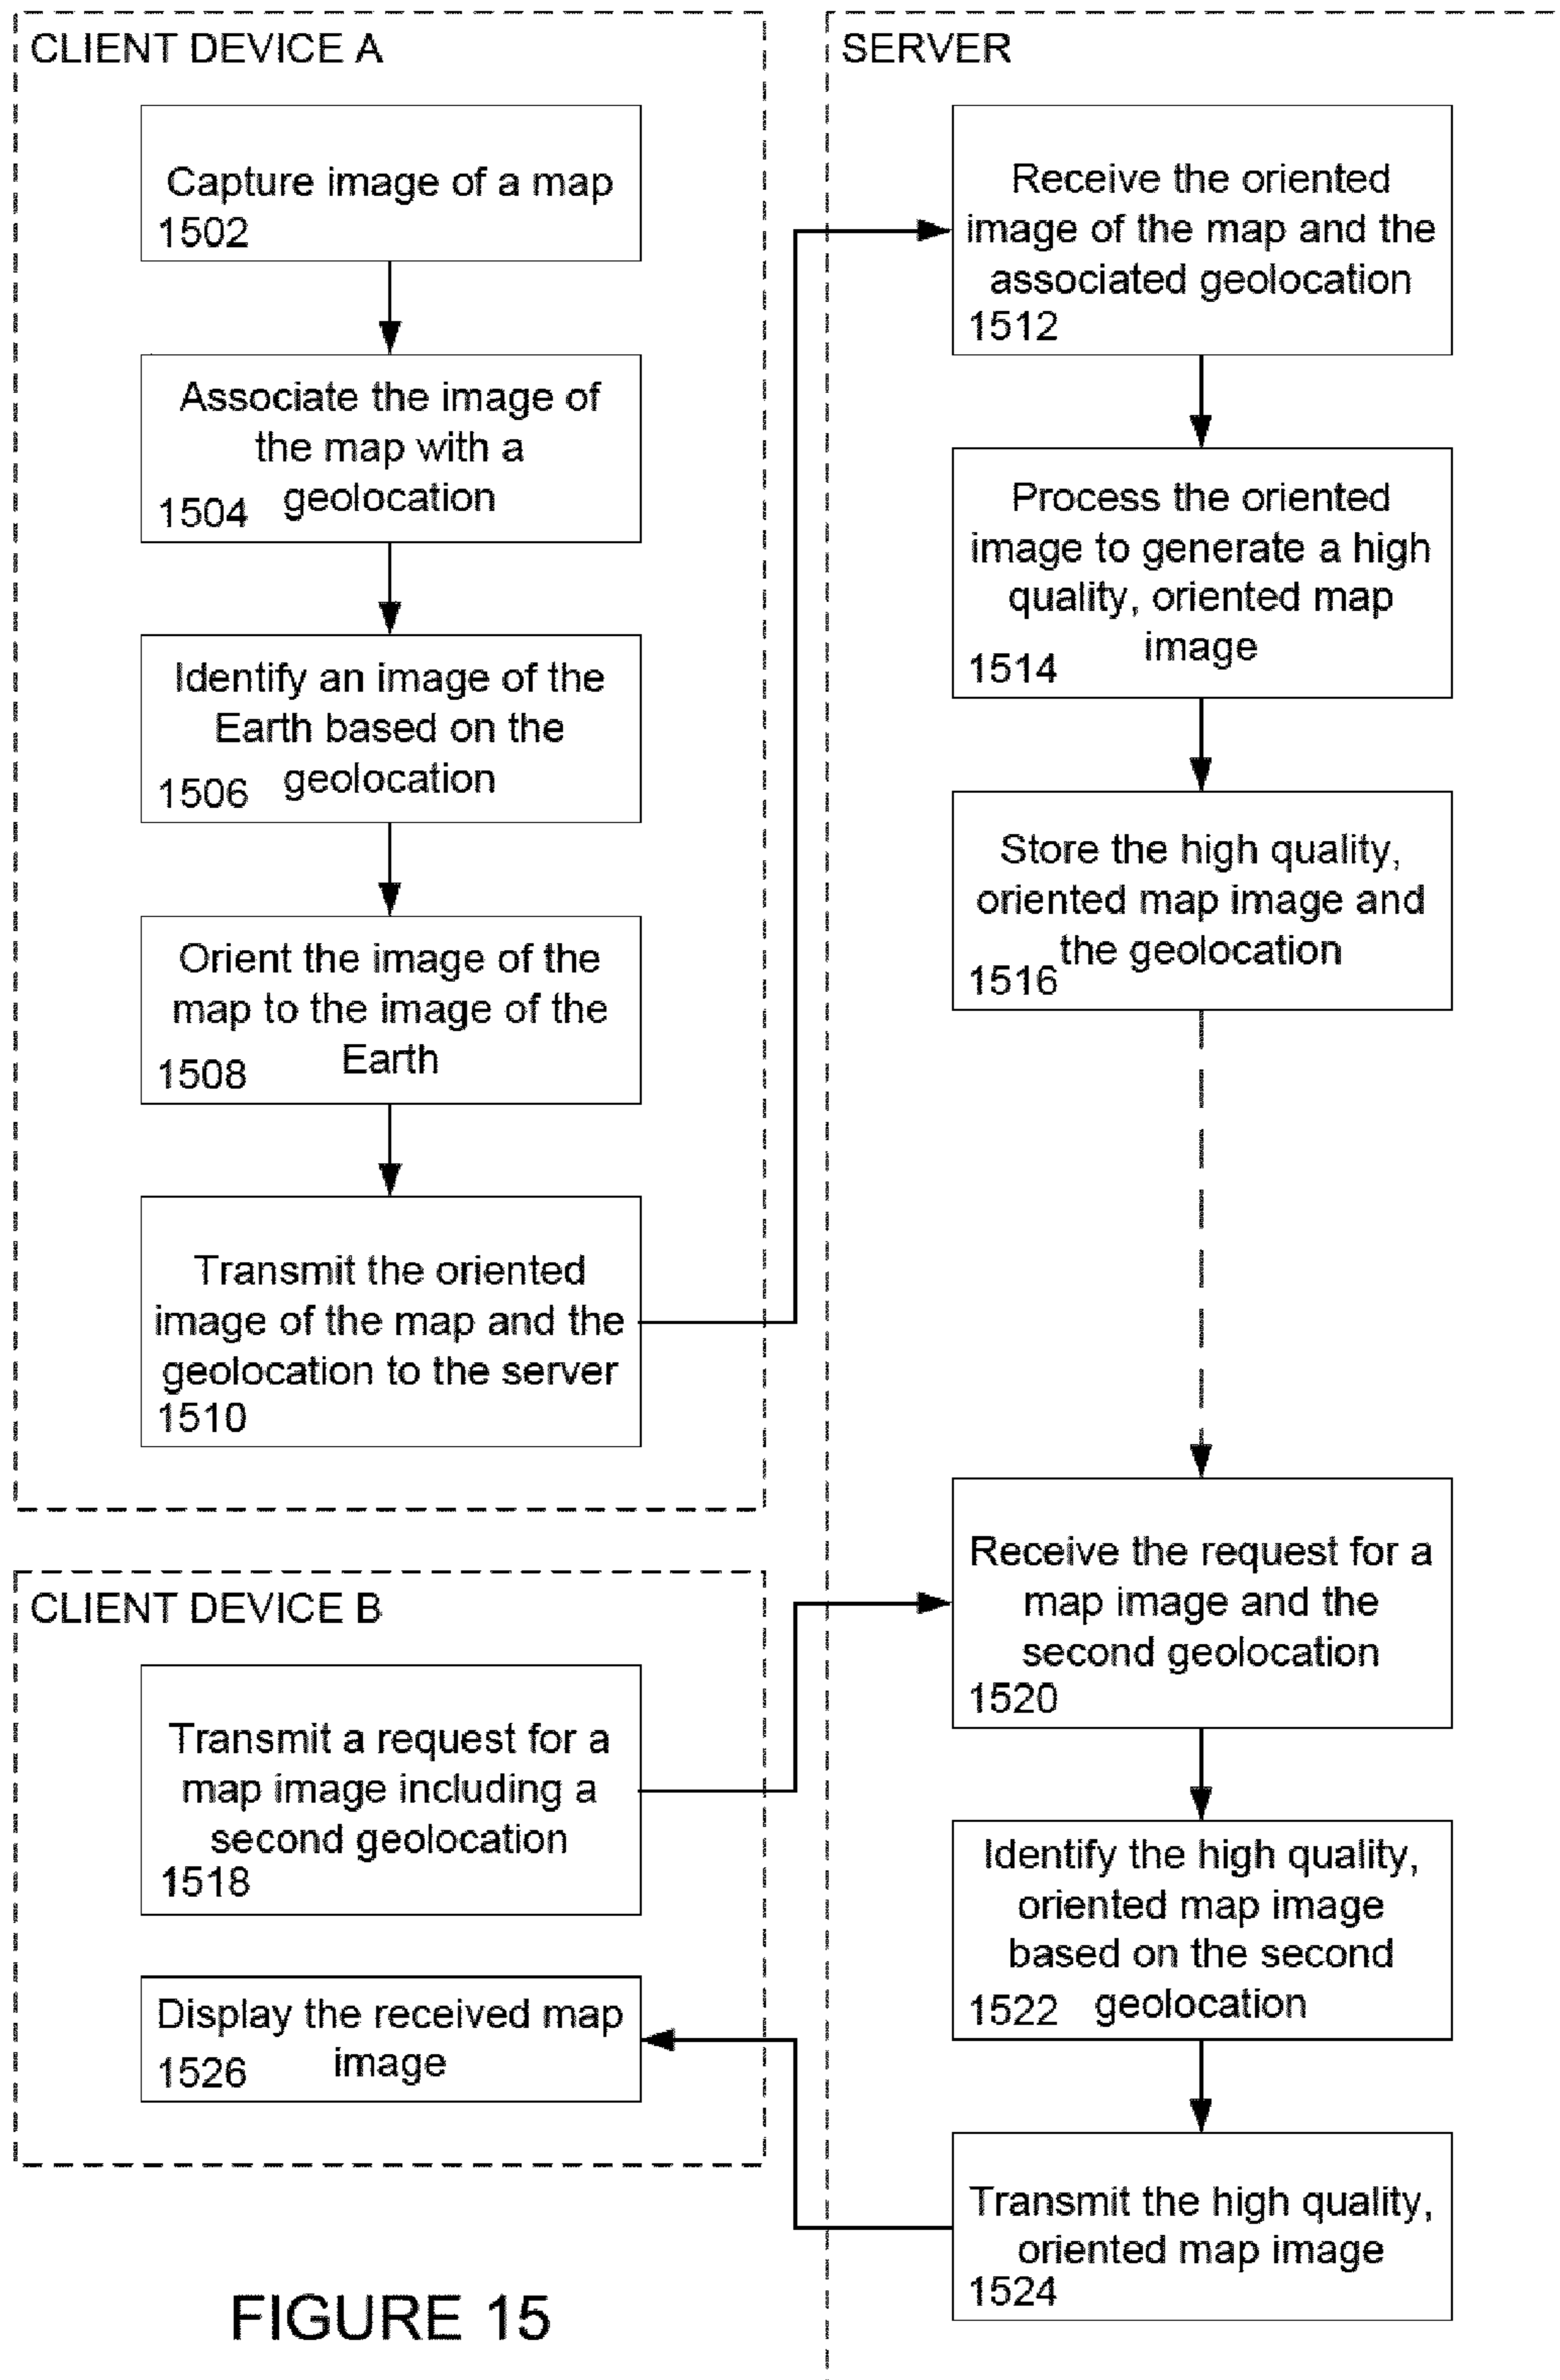 CLIENT DEVICE A
Capture image of a map
1502
Associate the image of
the map with a
geolocation
1504
Identify an image of the
Earth based on the
geolocation
1506
Orient the image of the
map to the image of the
Earth
1508
Transmit the oriented
image of the map and the
geolocation to the server
1510
SERVER
Receive the oriented
image of the map and the
associated geolocation
1512
Process the oriented
image to generate a high
quality, oriented map
image
1514
Store the high quality,
oriented map image and
the geolocation
1516
CLIENT DEVICE B
Transmit a request for a
map image including a
second geolocation
1518
Receive the request for a
map image and the
second geolocation
1520
Identify the high quality,
oriented map image
based on the second
geolocation
1522
Transmit the high quality,
oriented map image
1524
Display the received map
image
1526
FIGURE 15